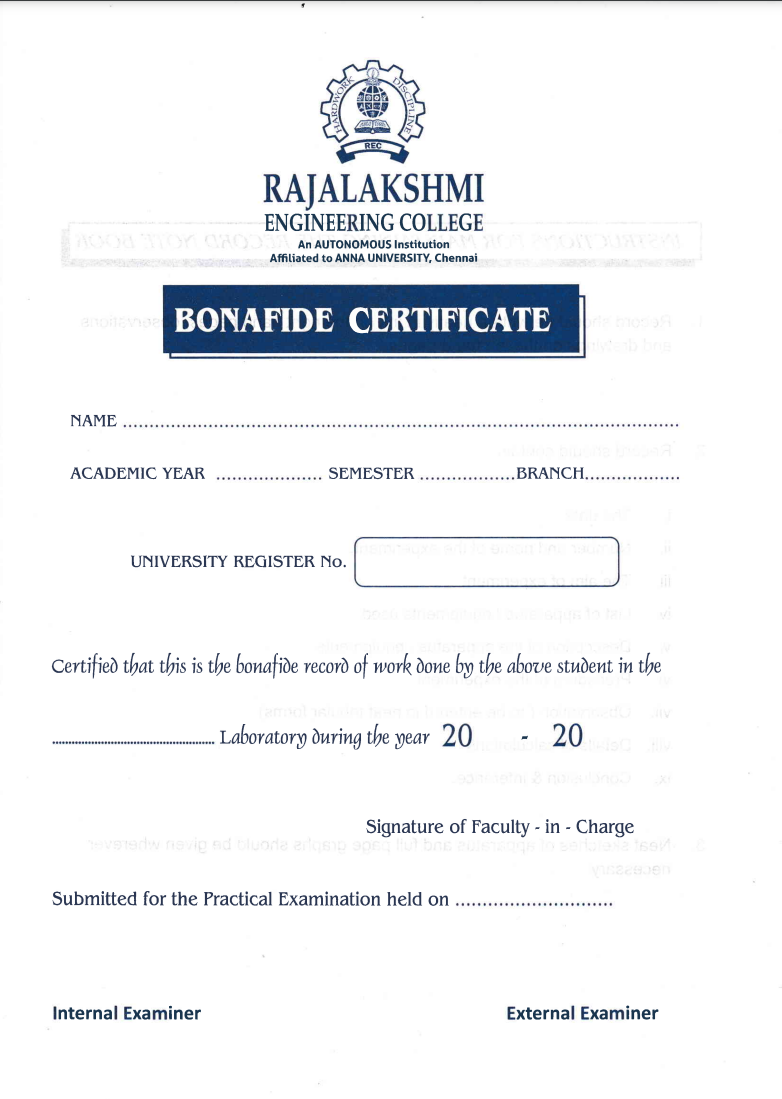 HARDWORK DISCIPLINE
REC
RAJALAKSHMI
ENGINEERING COLLEGE
An AUTONOMOUS Institution
Affiliated to ANNA UNIVERSITY, Chennai
BONAFIDE CERTIFICATE
NAME ................................................................................................
ACADEMIC YEAR .................... SEMESTER ..................BRANCH..................
UNIVERSITY REGISTER No.
Certified that this is the bonafide record of work done by the above student in the
...................................................... Laboratory during the year 20 - 20
Signature of Faculty - in - Charge
Submitted for the Practical Examination held on .............................
Internal Examiner External Examiner